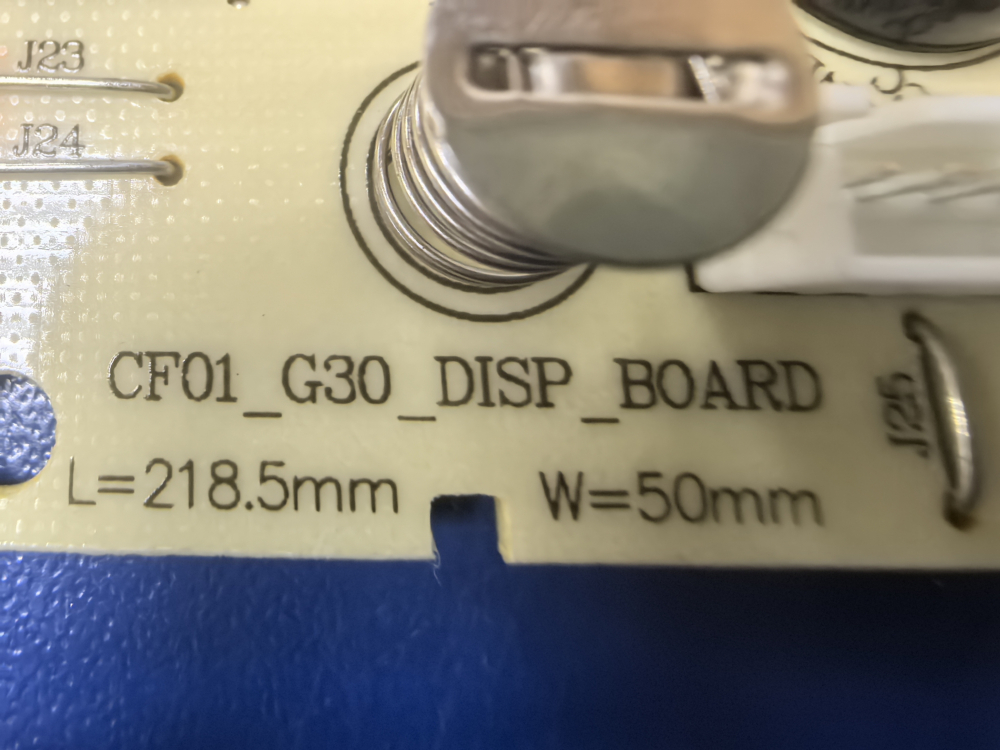 J23
J24
CF01_G30_DISP_BOARD
J25
L=218.5mm W=50mm